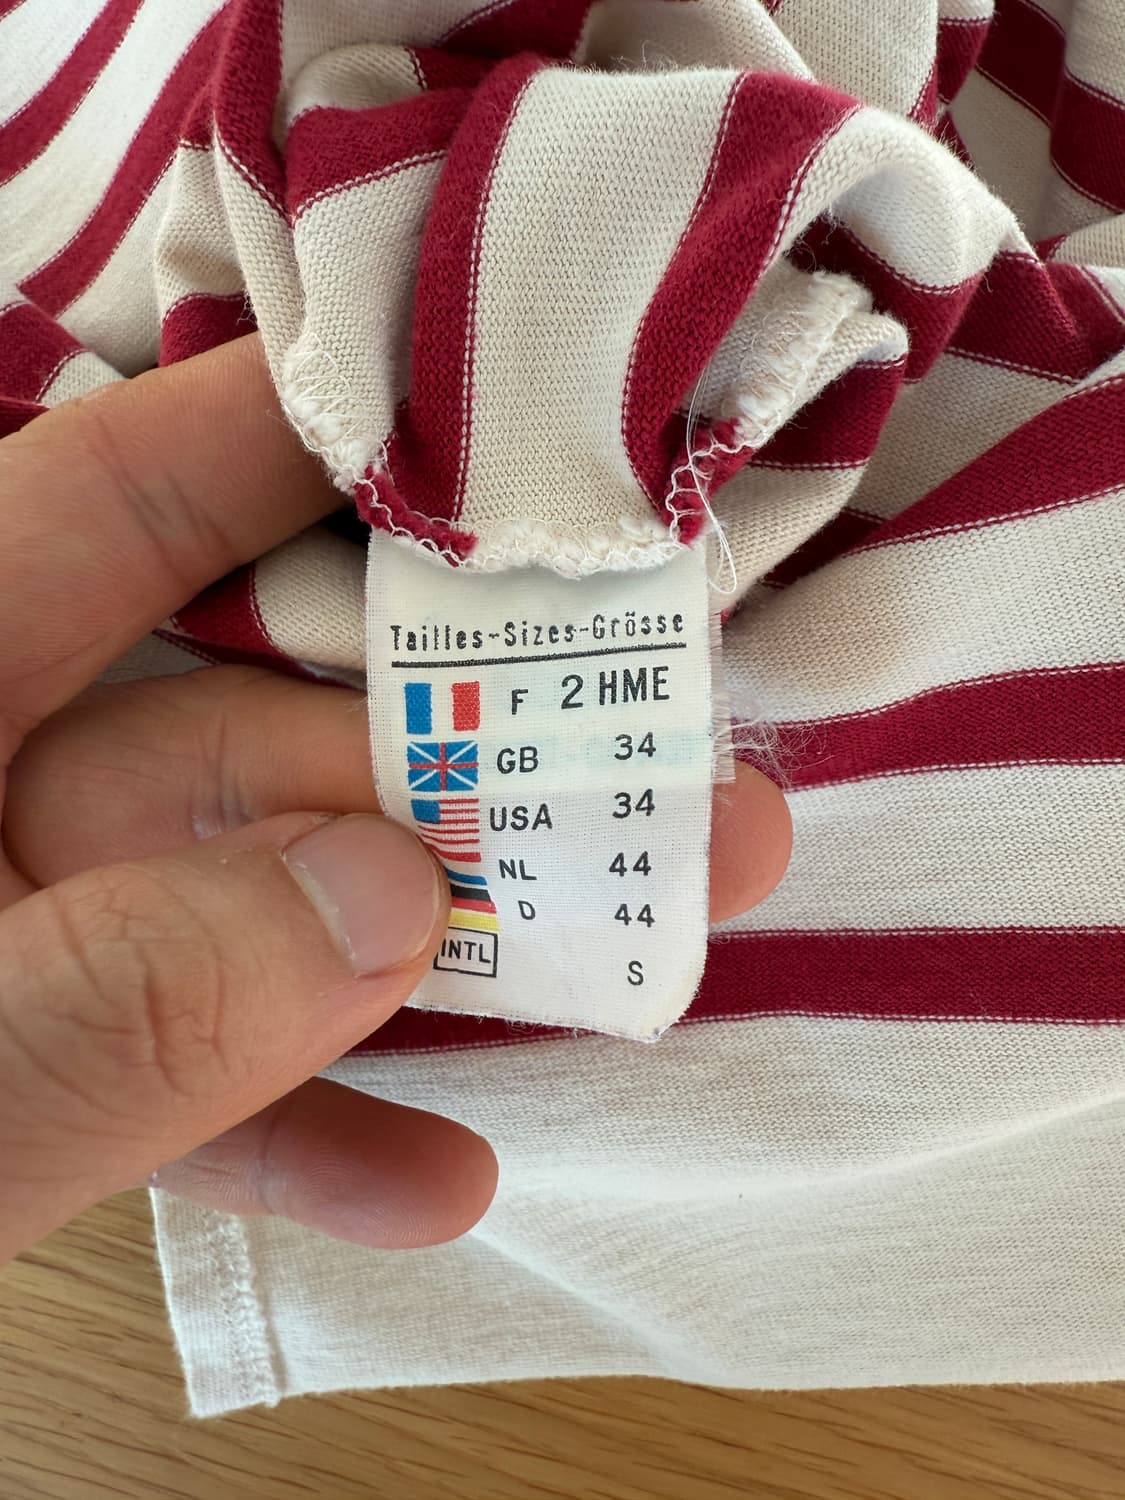 Tailles-Sizes-Grösse
F 2 HME
GB 34
USA 34
NL 44
D 44
INTL S